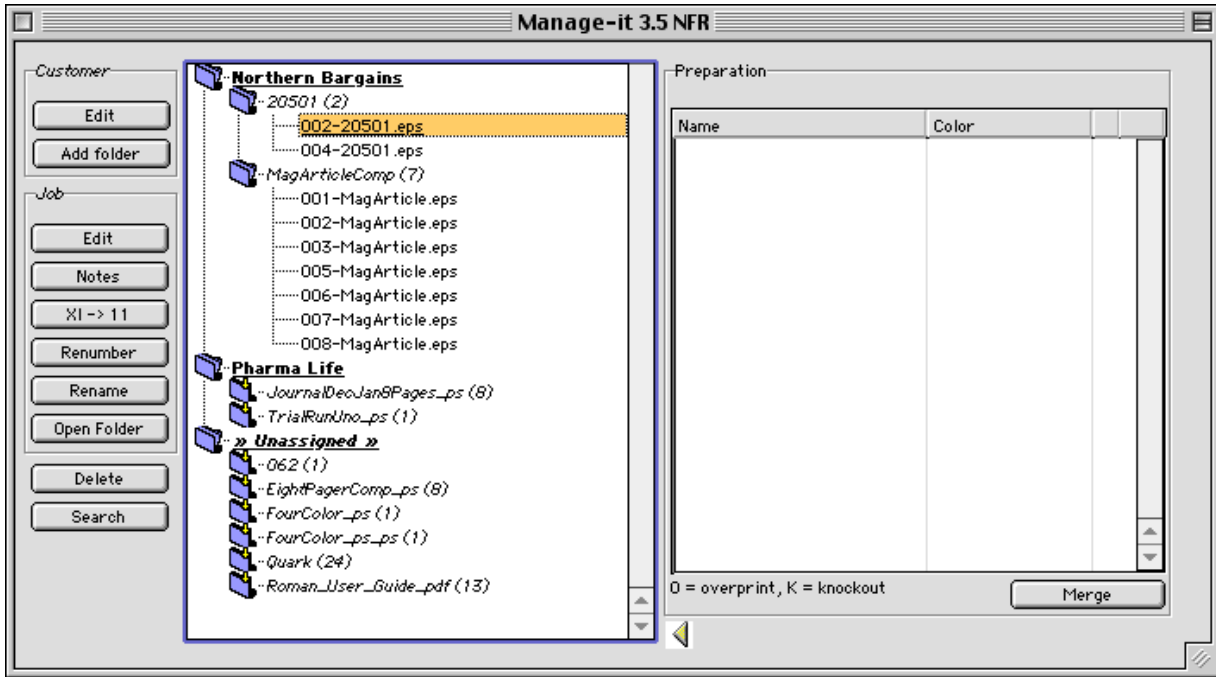 Manage-it 3.5 NFR
Customer
Edit
Add folder
Job
Edit
Notes
XI -> 11
Renumber
Rename
Open Folder
Delete
Search
Northern Bargains
20501 (2)
002-20501.eps
004-20501.eps
MagArticleComp (7)
001-MagArticle.eps
002-MagArticle.eps
003-MagArticle.eps
005-MagArticle.eps
006-MagArticle.eps
007-MagArticle.eps
008-MagArticle.eps
Pharma Life
JournalDecJan8Pages_ps (8)
TrialRunUno_ps (1)
» Unassigned »
062 (1)
EightPagerComp_ps (8)
FourColor_ps (1)
FourColor_ps_ps (1)
Quark (24)
Roman_User_Guide_pdf (13)
Preparation
Name Color
O = overprint, K = knockout
Merge